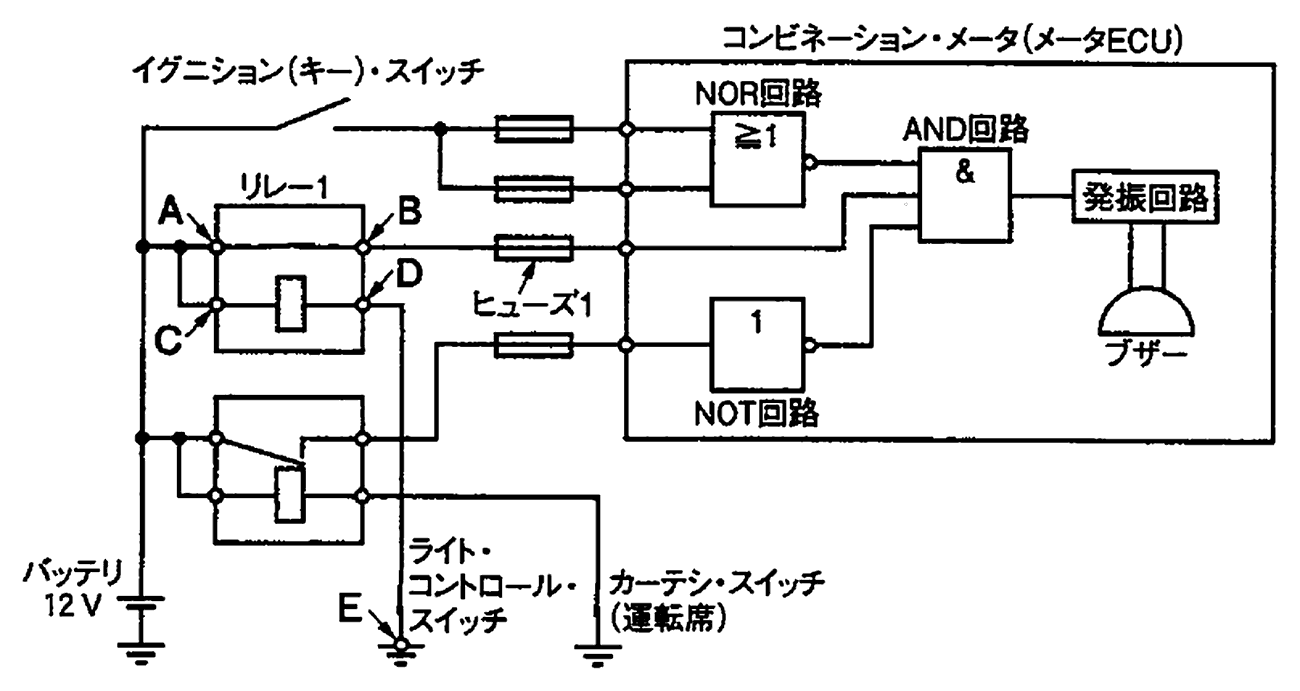 コンビネーション・メータ(メータECU)
イグニション(キー)・スイッチ
NOR回路
≧1
AND回路
&
発振回路
リレー1
A
B
C
D
ヒューズ1
1
NOT回路
ブザー
バッテリ
12V
ライト・
コントロール・
スイッチ
E
カーテシ・スイッチ
(運転席)